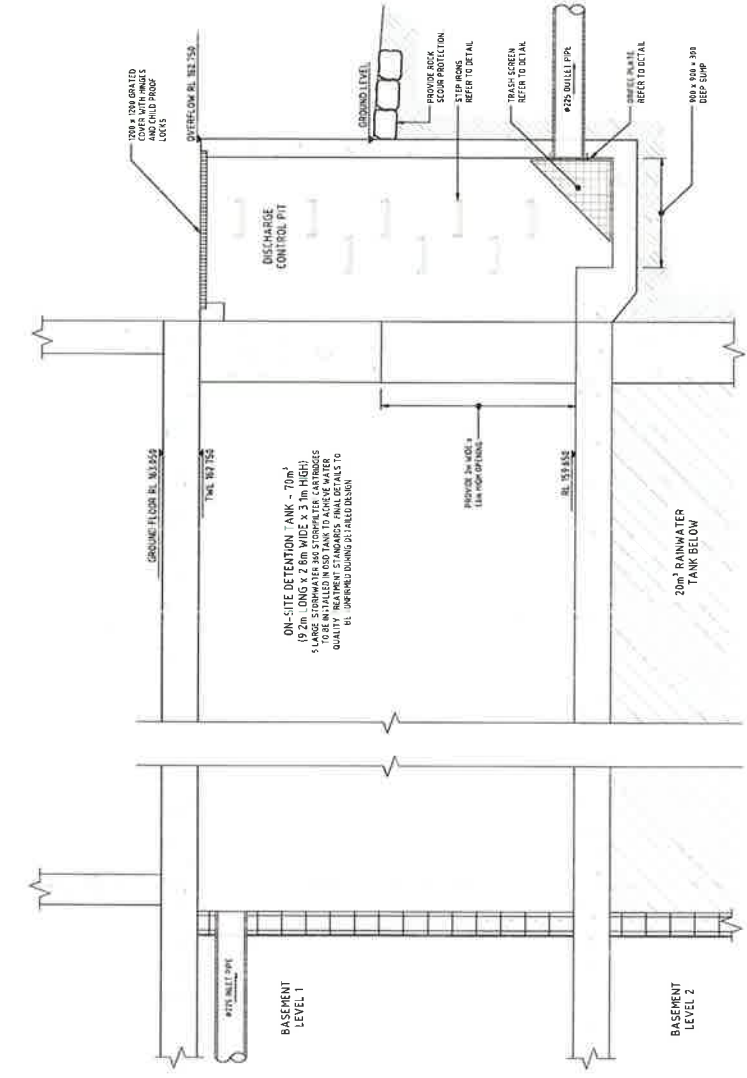 1200 x 1200 GRATED
COVER WITH HINGES
AND CHILD PROOF
LOCKS
OVERFLOW RL 162.750
GROUND LEVEL
PROVIDE ROCK
SCOUR PROTECTION.
STEP IRONS
REFER TO DETAIL
TRASH SCREEN
REFER TO DETAIL
ø225 OUTLET PIPE
ORIFICE PLATE
REFER TO DETAIL
900 x 900 x 300
DEEP SUMP
DISCHARGE
CONTROL PIT
GROUND FLOOR RL 163.050
TWL 162.750
ON-SITE DETENTION TANK - 70m³
(9 2m LONG x 2 8m WIDE x 3 1m HIGH)
5 LARGE STORMWATER 360 STORMFILTER CARTRIDGES
TO BE INSTALLED IN OSD TANK TO ACHIEVE WATER
QUALITY TREATMENT STANDARDS FINAL DETAILS TO
BE CONFIRMED DURING DETAILED DESIGN
PROVIDE 2m WIDE x
HIGH OPENING
RL 159.650
20m³ RAINWATER
TANK BELOW
ø225 INLET PIPE
BASEMENT
LEVEL 1
BASEMENT
LEVEL 2